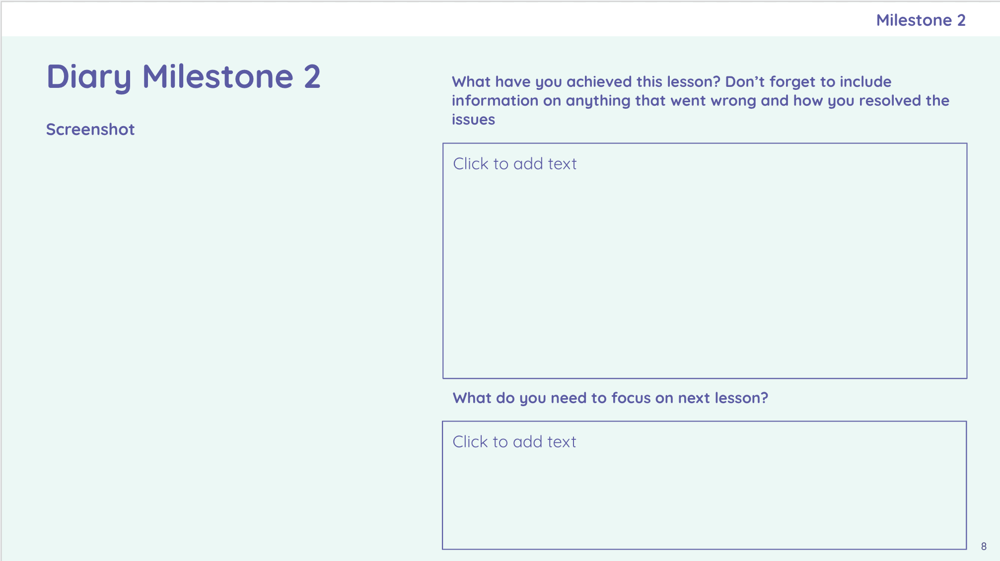 Milestone 2
Diary Milestone 2
Screenshot
What have you achieved this lesson? Don’t forget to include
information on anything that went wrong and how you resolved the
issues
Click to add text
What do you need to focus on next lesson?
Click to add text
8